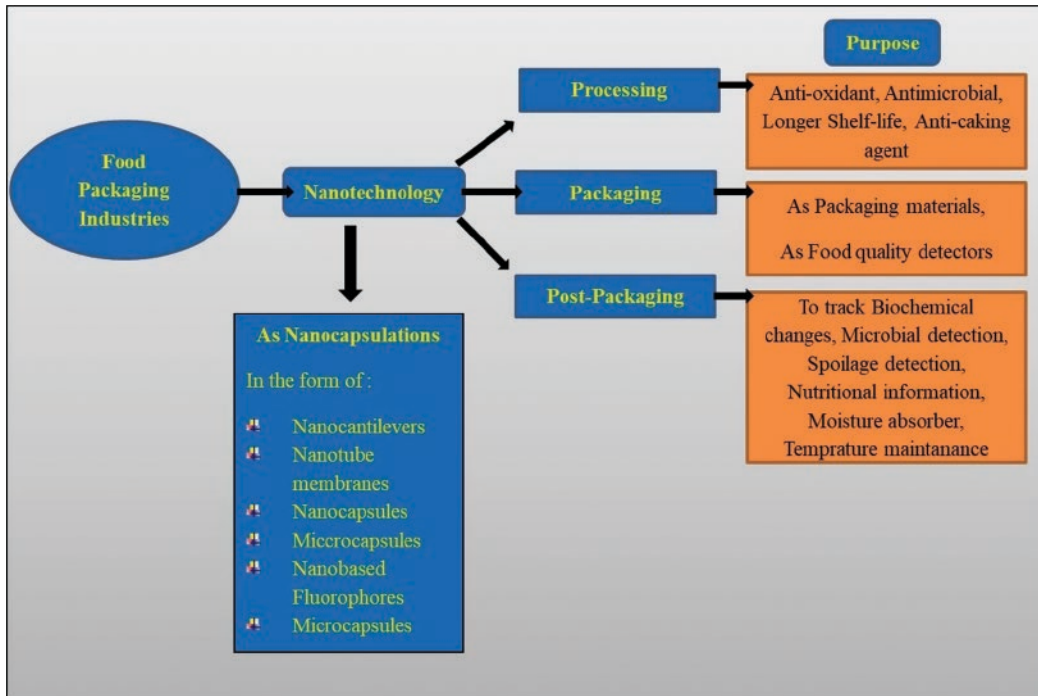 Purpose
Processing
Anti-oxidant, Antimicrobial,
Longer Shelf-life, Anti-caking
agent
Food
Packaging
Industries
Nanotechnology
Packaging
As Packaging materials,
As Food quality detectors
Post-Packaging
To track Biochemical
changes, Microbial detection,
Spoilage detection,
Nutritional information,
Moisture absorber,
Temprature maintanance
As Nanocapsulations
In the form of :
Nanocantilevers
Nanotube
membranes
Nanocapsules
Miccrocapsules
Nanobased
Fluorophores
Microcapsules